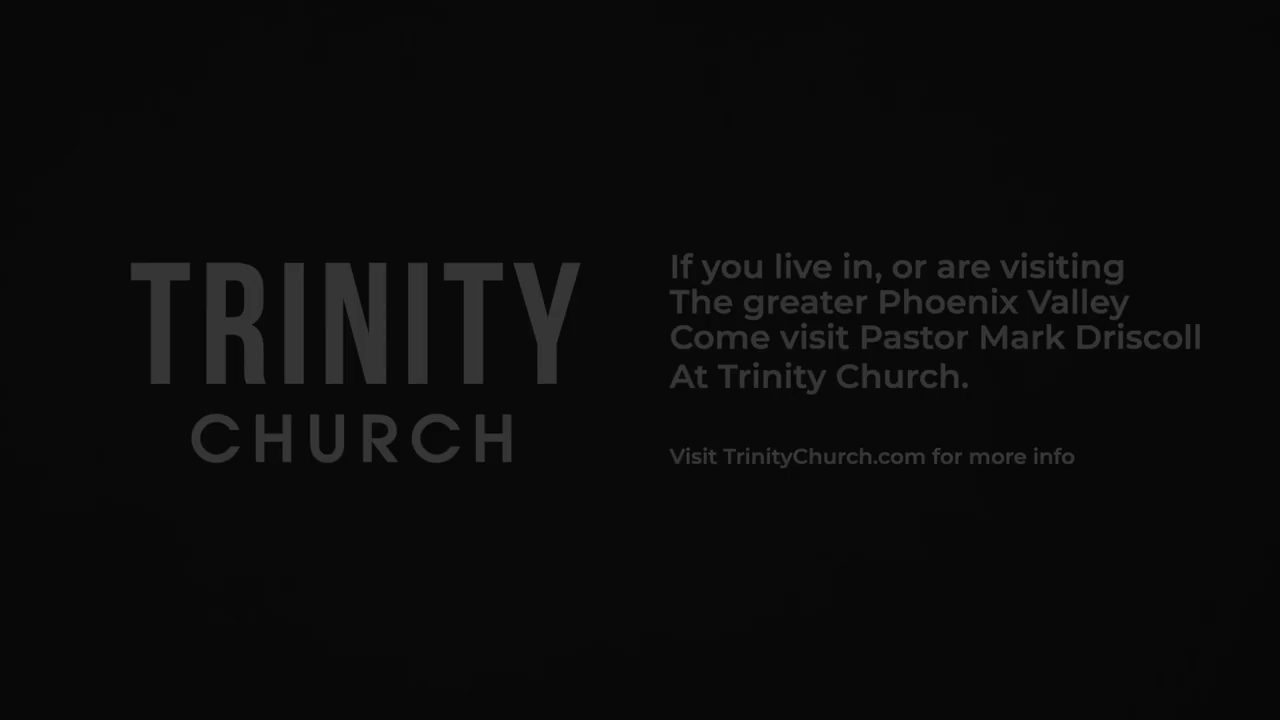 TRINITY
CHURCH
If you live in, or are visiting
The greater Phoenix Valley
Come visit Pastor Mark Driscoll
At Trinity Church.
Visit TrinityChurch.com for more info